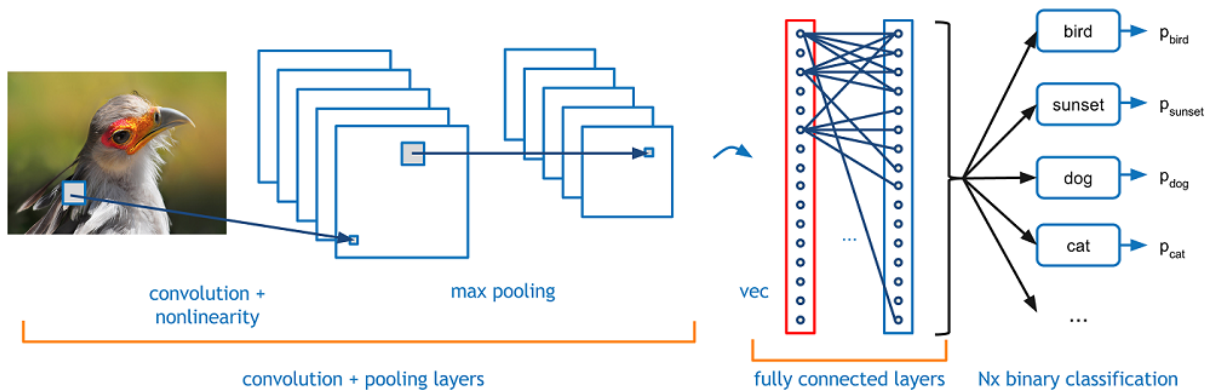 bird
p_bird
sunset
p_sunset
dog
p_dog
cat
p_cat
...
...
convolution +
nonlinearity
max pooling
vec
convolution + pooling layers
fully connected layers
Nx binary classification